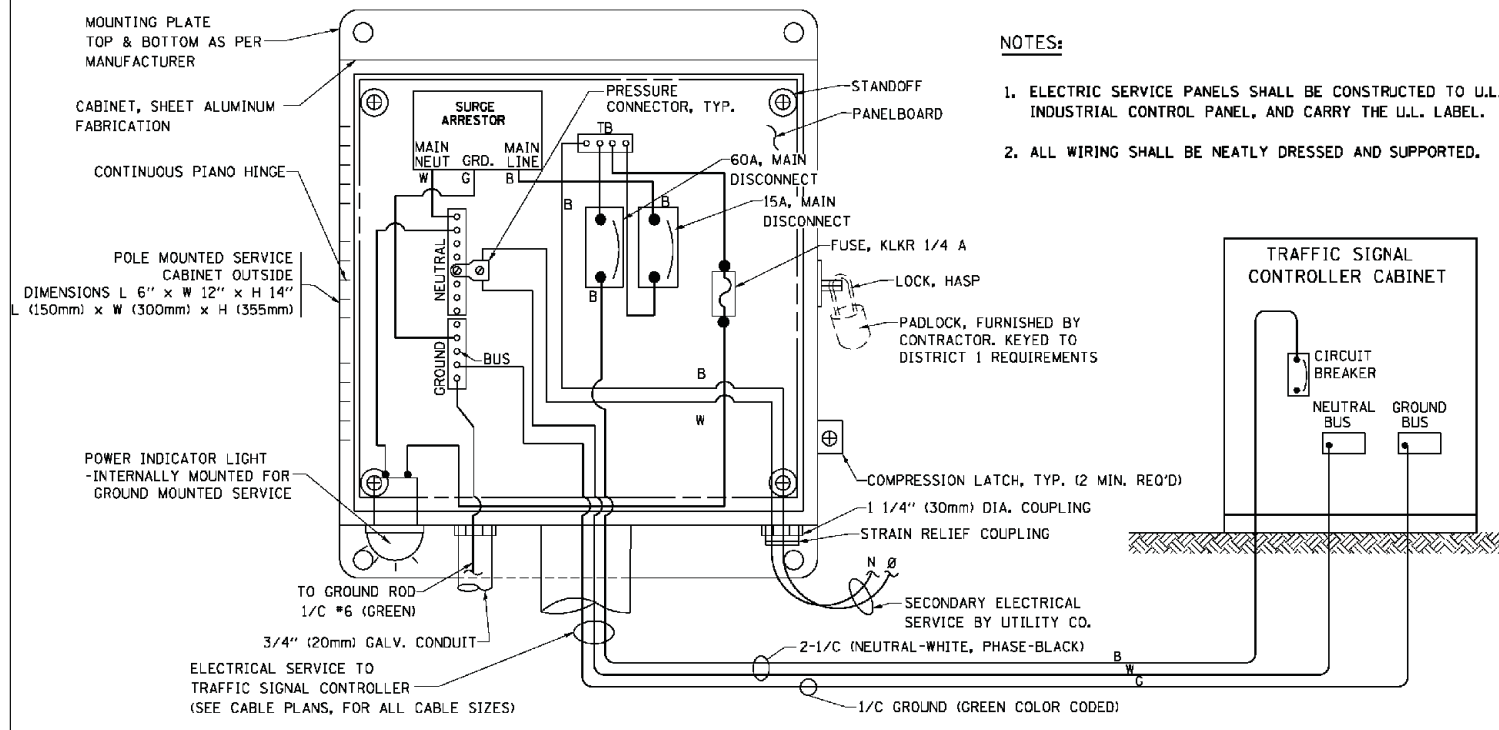 MOUNTING PLATE
TOP & BOTTOM AS PER
MANUFACTURER
CABINET, SHEET ALUMINUM
FABRICATION
CONTINUOUS PIANO HINGE
POLE MOUNTED SERVICE
CABINET OUTSIDE
DIMENSIONS L 6" x W 12" x H 14"
L (150mm) x W (300mm) x H (355mm)
POWER INDICATOR LIGHT
-INTERNALLY MOUNTED FOR
GROUND MOUNTED SERVICE
SURGE
ARRESTOR
MAIN
NEUT
GRD.
MAIN
LINE
W
G
B
PRESSURE
CONNECTOR, TYP.
TB
STANDOFF
PANELBOARD
60A, MAIN
DISCONNECT
15A, MAIN
DISCONNECT
B
B
B
NEUTRAL
GROUND
BUS
FUSE, KLKR 1/4 A
LOCK, HASP
PADLOCK, FURNISHED BY
CONTRACTOR. KEYED TO
DISTRICT 1 REQUIREMENTS
B
W
COMPRESSION LATCH, TYP. (2 MIN. REQ'D)
1 1/4" (30mm) DIA. COUPLING
STRAIN RELIEF COUPLING
N Ø
SECONDARY ELECTRICAL
SERVICE BY UTILITY CO.
TO GROUND ROD
1/C #6 (GREEN)
3/4" (20mm) GALV. CONDUIT
ELECTRICAL SERVICE TO
TRAFFIC SIGNAL CONTROLLER
(SEE CABLE PLANS, FOR ALL CABLE SIZES)
2-1/C (NEUTRAL-WHITE, PHASE-BLACK)
B
W
G
1/C GROUND (GREEN COLOR CODED)
NOTES:
1. ELECTRIC SERVICE PANELS SHALL BE CONSTRUCTED TO U.L.
INDUSTRIAL CONTROL PANEL, AND CARRY THE U.L. LABEL.
2. ALL WIRING SHALL BE NEATLY DRESSED AND SUPPORTED.
TRAFFIC SIGNAL
CONTROLLER CABINET
CIRCUIT
BREAKER
NEUTRAL
BUS
GROUND
BUS